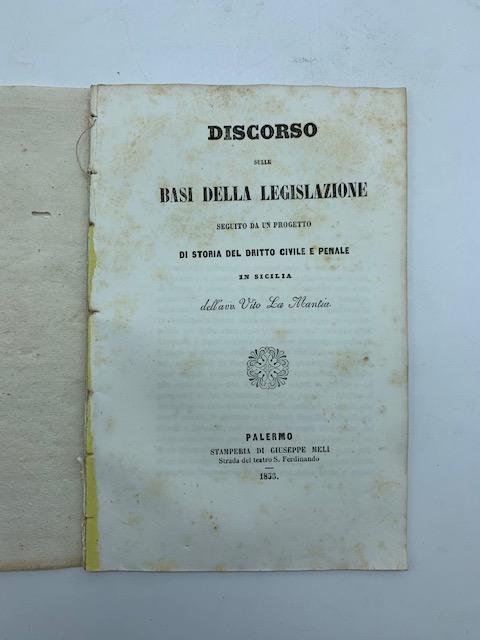 DISCORSO
SULLE
BASI DELLA LEGISLAZIONE
SEGUITO DA UN PROGETTO
DI STORIA DEL DRITTO CIVILE E PENALE
IN SICILIA
dell'avv. Vito La Mantia
PALERMO
STAMPERIA DI GIUSEPPE MELI
Strada del teatro S. Ferdinando
1853.